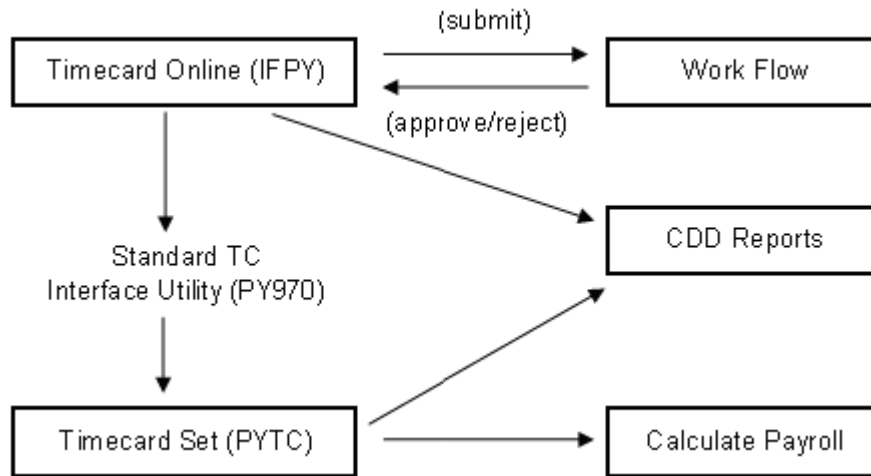 (submit)
Timecard Online (IFPY)
Work Flow
(approve/reject)
CDD Reports
Standard TC
Interface Utility (PY970)
Timecard Set (PYTC)
Calculate Payroll